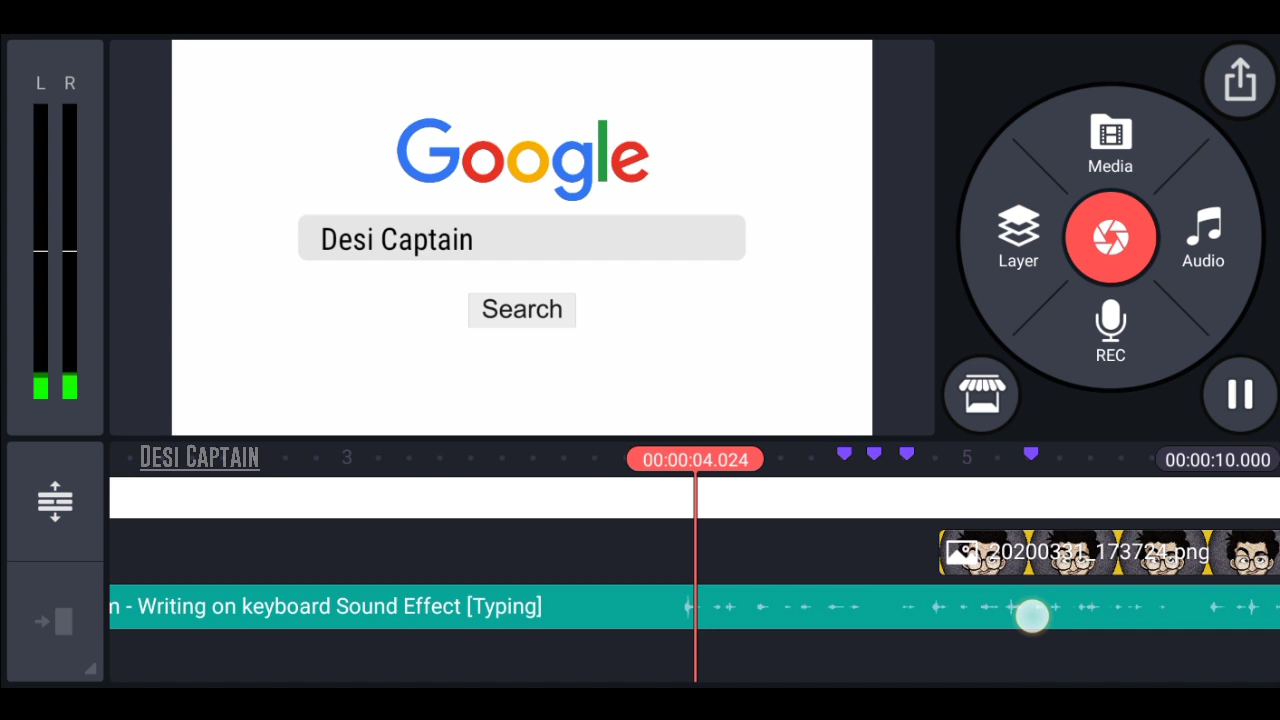 L R
Google
Desi Captain
Search
Media
Layer
Audio
REC
DESI CAPTAIN
3
00:00:04.024
5
00:00:10.000
20200331_173724.png
n - Writing on keyboard Sound Effect [Typing]